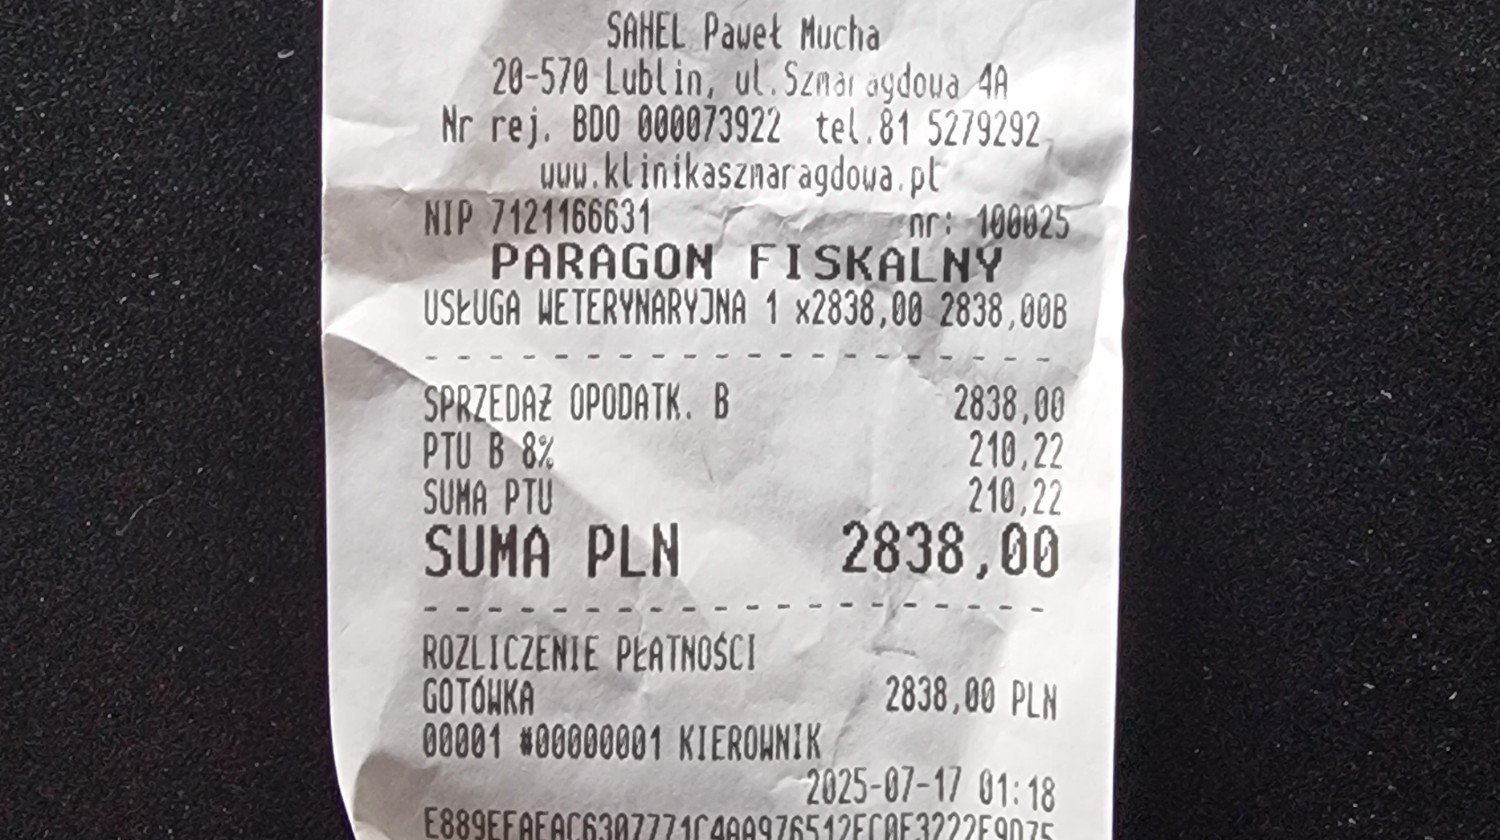 SAHEL Paweł Mucha
20-570 Lublin, ul.Szmaragdowa 4A
Nr rej. BDO 000073922 tel.81 5279292
www.klinikaszmaragdowa.pl
NIP 7121166631 nr: 100025
PARAGON FISKALNY
USŁUGA WETERYNARYJNA 1 x2838,00 2838,00B
SPRZEDAŻ OPODATK. B 2838,00
PTU B 8% 210,22
SUMA PTU 210,22
SUMA PLN 2838,00
ROZLICZENIE PŁATNOŚCI
GOTÓWKA 2838,00 PLN
00001 #00000001 KIEROWNIK
2025-07-17 01:18